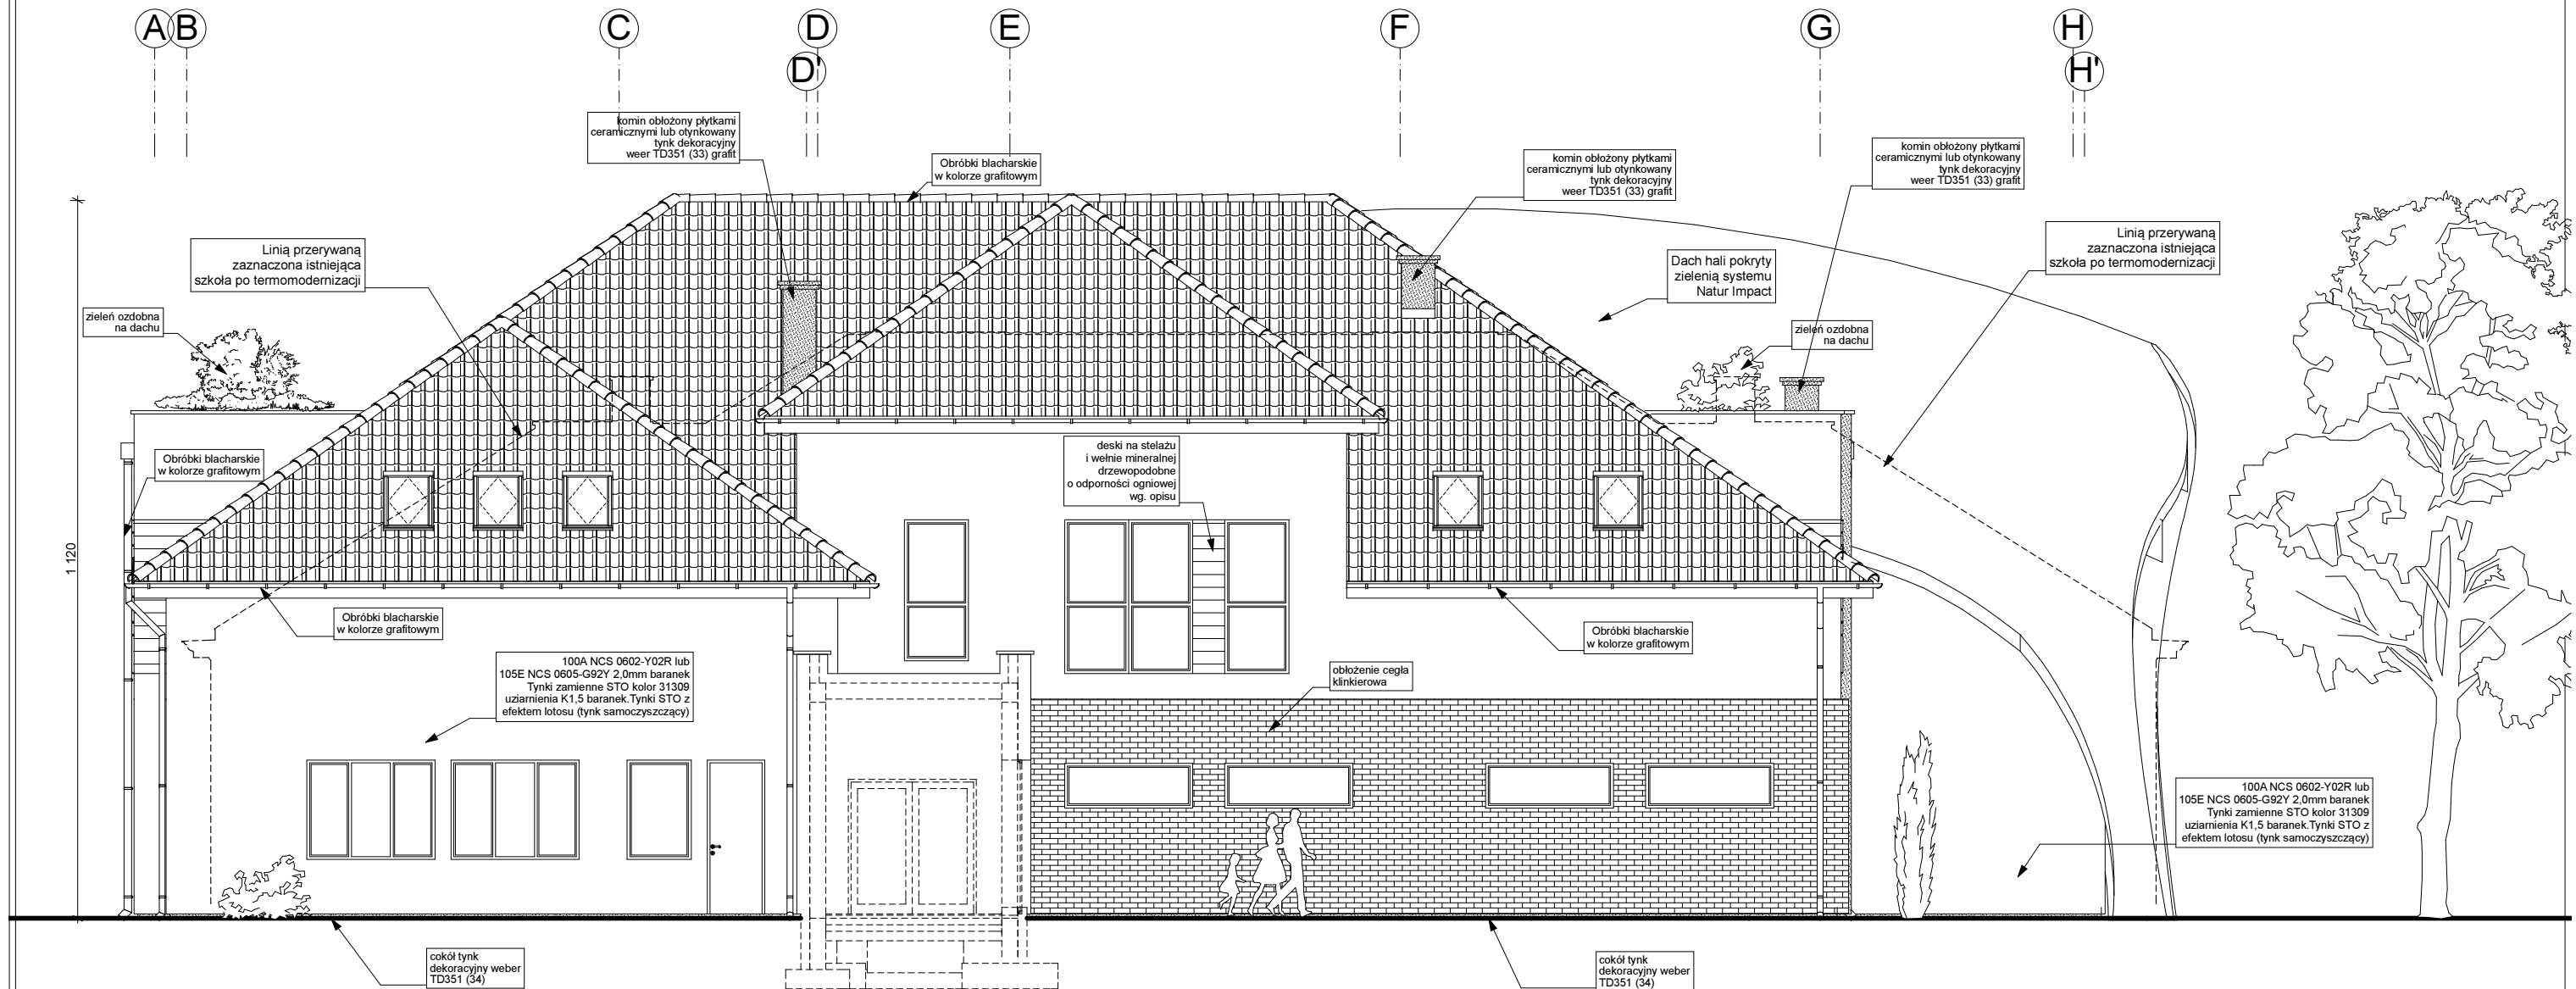 A
B
C
D
E
F
G
H
D'
H'
komin obłożony płytkami
ceramicznymi lub otynkowany
tynk dekoracyjny
weer TD351 (33) grafit
Obróbki blacharskie
w kolorze grafitowym
komin obłożony płytkami
ceramicznymi lub otynkowany
tynk dekoracyjny
weer TD351 (33) grafit
komin obłożony płytkami
ceramicznymi lub otynkowany
tynk dekoracyjny
weer TD351 (33) grafit
Linią przerywaną
zaznaczona istniejąca
szkoła po termomodernizacji
Dach hali pokryty
zielenią systemu
Natur Impact
Linią przerywaną
zaznaczona istniejąca
szkoła po termomodernizacji
zieleń ozdobna
na dachu
zieleń ozdobna
na dachu
Obróbki blacharskie
w kolorze grafitowym
deski na stelażu
i wełnie mineralnej
drzewopodobne
o odporności ogniowej
wg. opisu
1 120
Obróbki blacharskie
w kolorze grafitowym
Obróbki blacharskie
w kolorze grafitowym
100A NCS 0602-Y02R lub
105E NCS 0605-G92Y 2,0mm baranek
Tynki zamienne STO kolor 31309
uziarnienia K1,5 baranek.Tynki STO z
efektem lotosu (tynk samoczyszczący)
obłożenie cegła
klinkierowa
100A NCS 0602-Y02R lub
105E NCS 0605-G92Y 2,0mm baranek
Tynki zamienne STO kolor 31309
uziarnienia K1,5 baranek.Tynki STO z
efektem lotosu (tynk samoczyszczący)
cokół tynk
dekoracyjny weber
TD351 (34)
cokół tynk
dekoracyjny weber
TD351 (34)